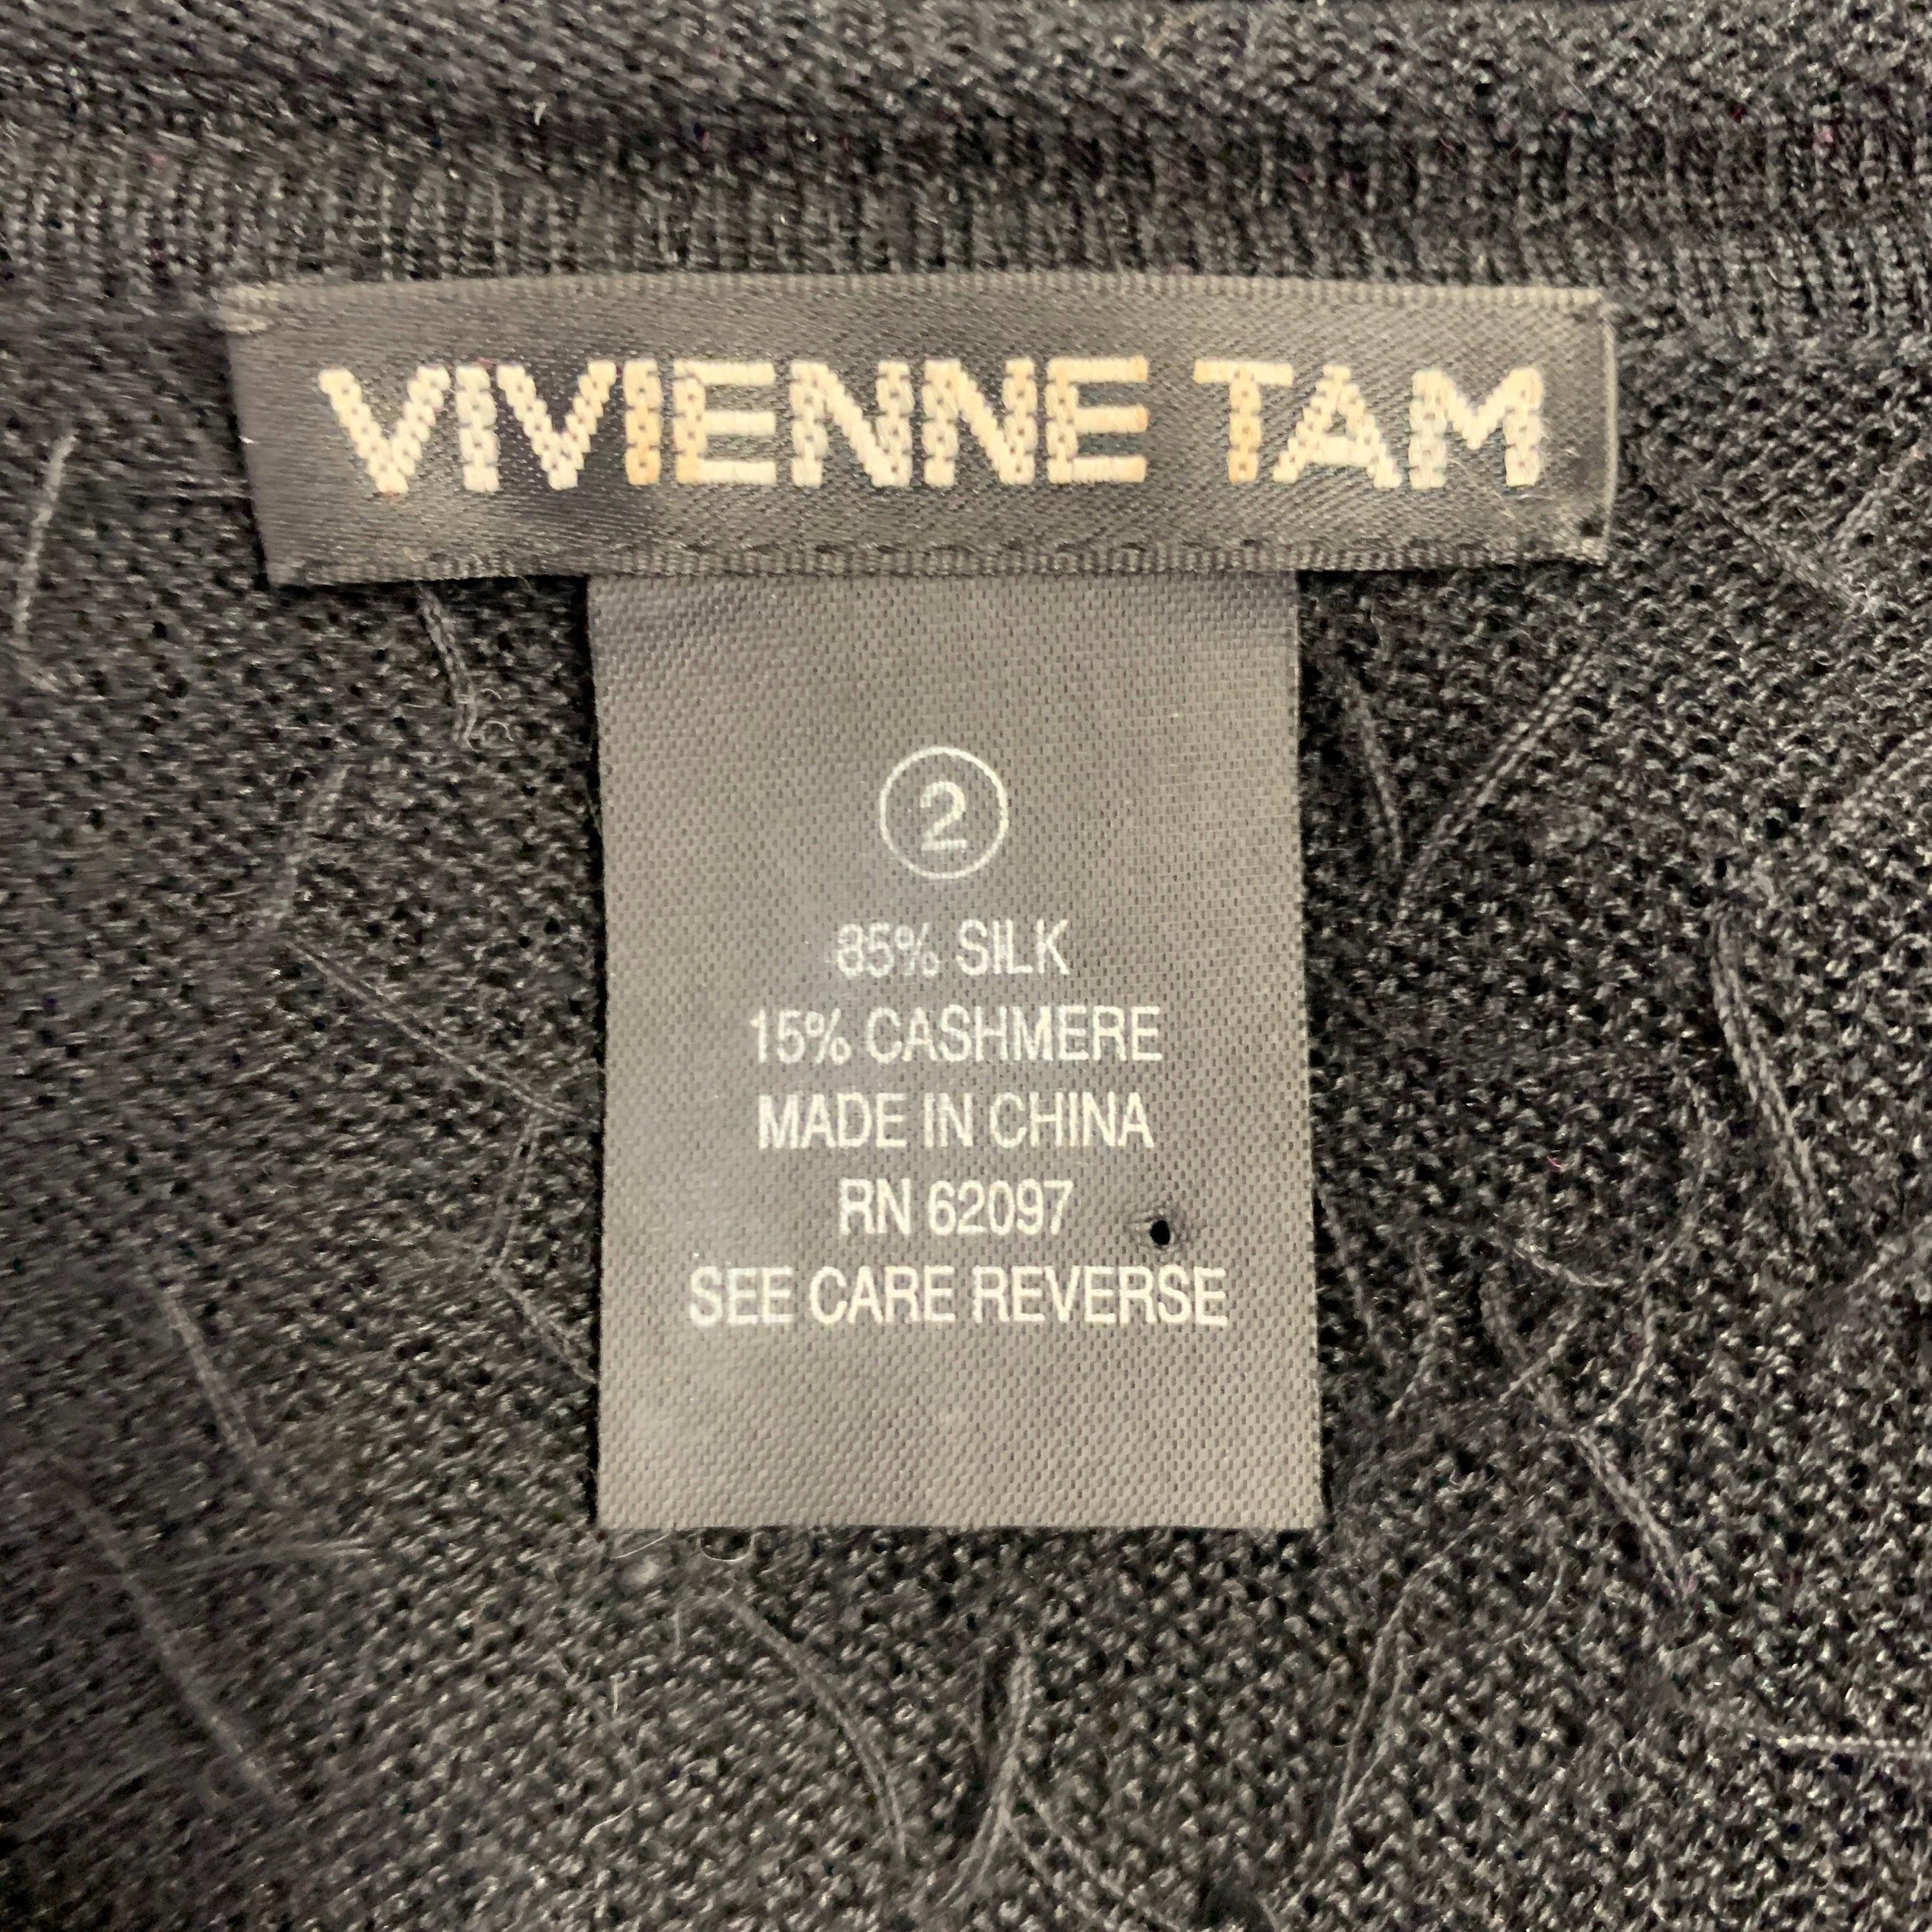 VIVIENNE TAM
2
85% SILK
15% CASHMERE
MADE IN CHINA
RN 62097
SEE CARE REVERSE